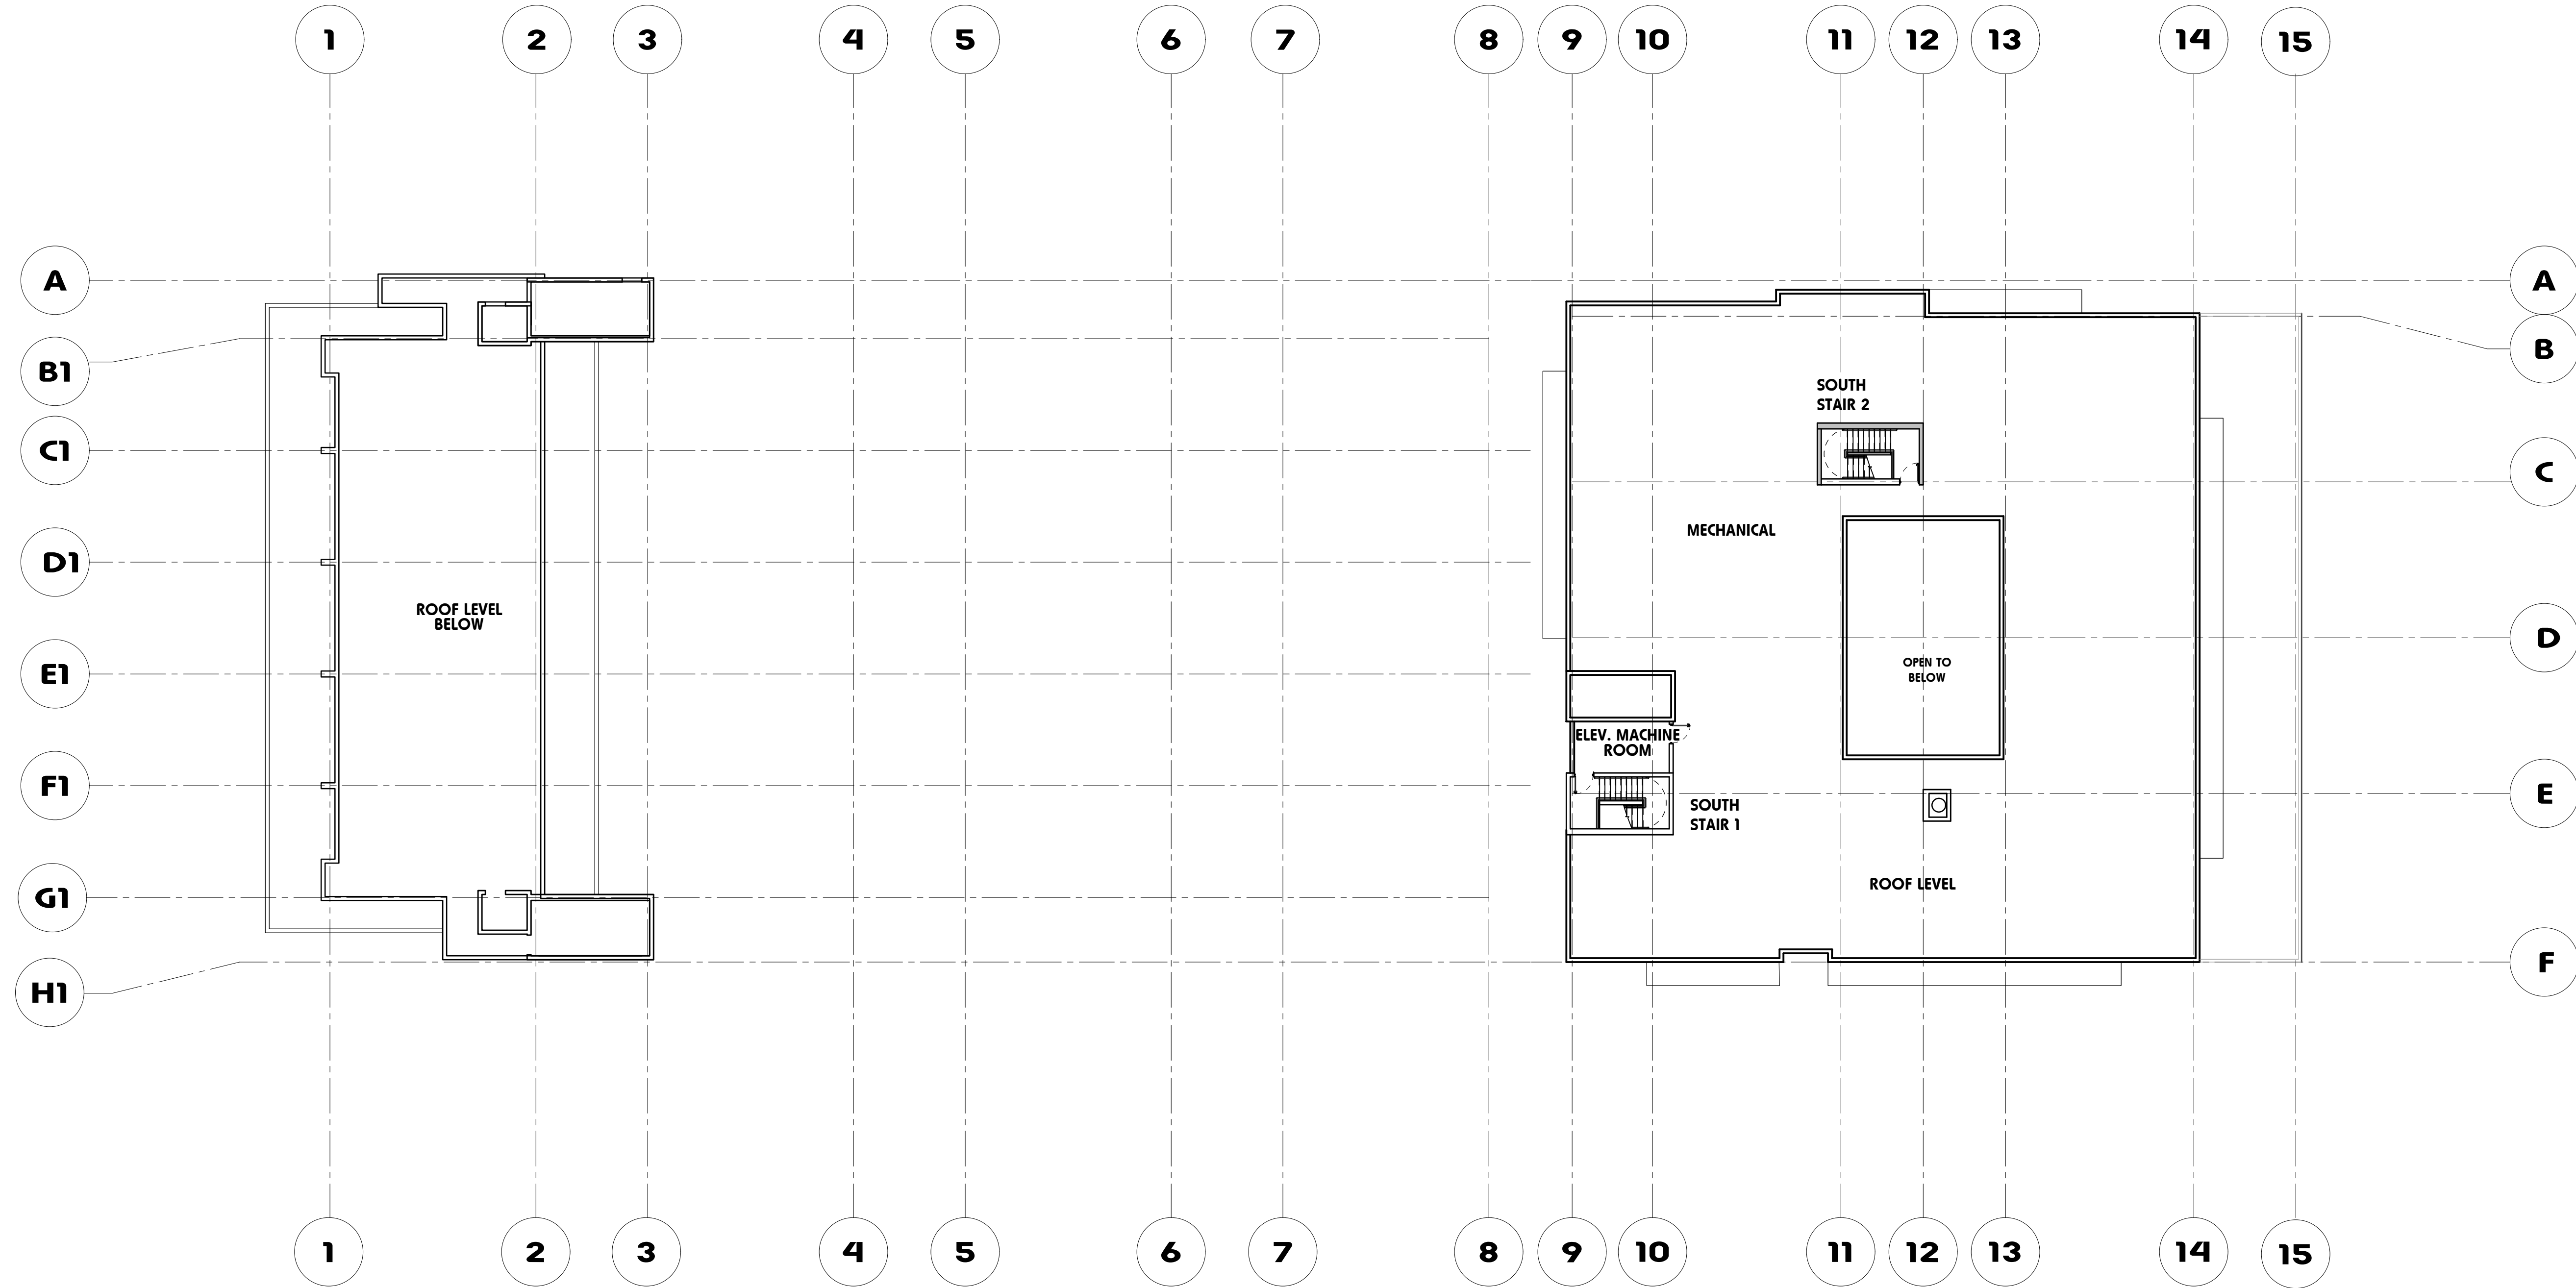 1 2 3 4 5 6 7 8 9 10 11 12 13 14 15
A A
B1 B
C1 C
D1 D
E1 E
F1 F
G1
H1
SOUTH
STAIR 2
MECHANICAL
ROOF LEVEL
BELOW
OPEN TO
BELOW
ELEV. MACHINE
ROOM
SOUTH
STAIR 1
ROOF LEVEL
1 2 3 4 5 6 7 8 9 10 11 12 13 14 15